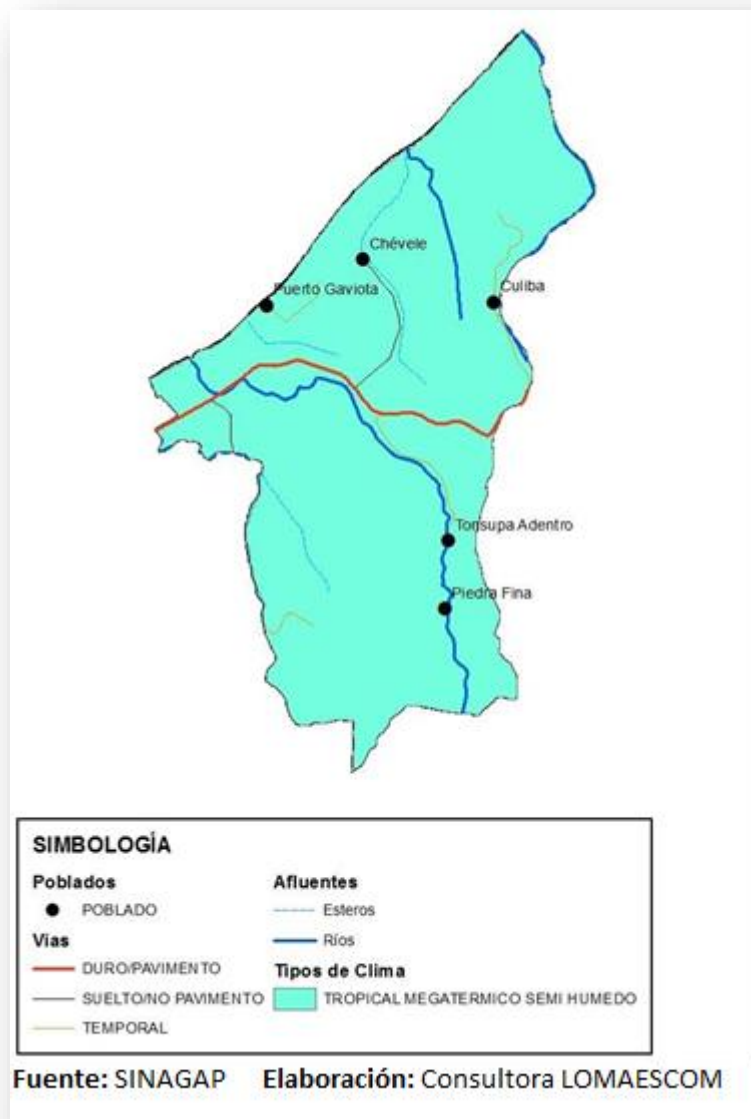 Chévele
Puerto Gaviota
Culiba
Tonsupa Adentro
Piedra Fina
SIMBOLOGÍA
Poblados
POBLADO
Vías
DURO/PAVIMENTO
SUELTO/NO PAVIMENTO
TEMPORAL
Afluentes
Esteros
Ríos
Tipos de Clima
TROPICAL MEGATERMICO SEMI HUMEDO
Fuente: SINAGAP Elaboración: Consultora LOMAESCOM